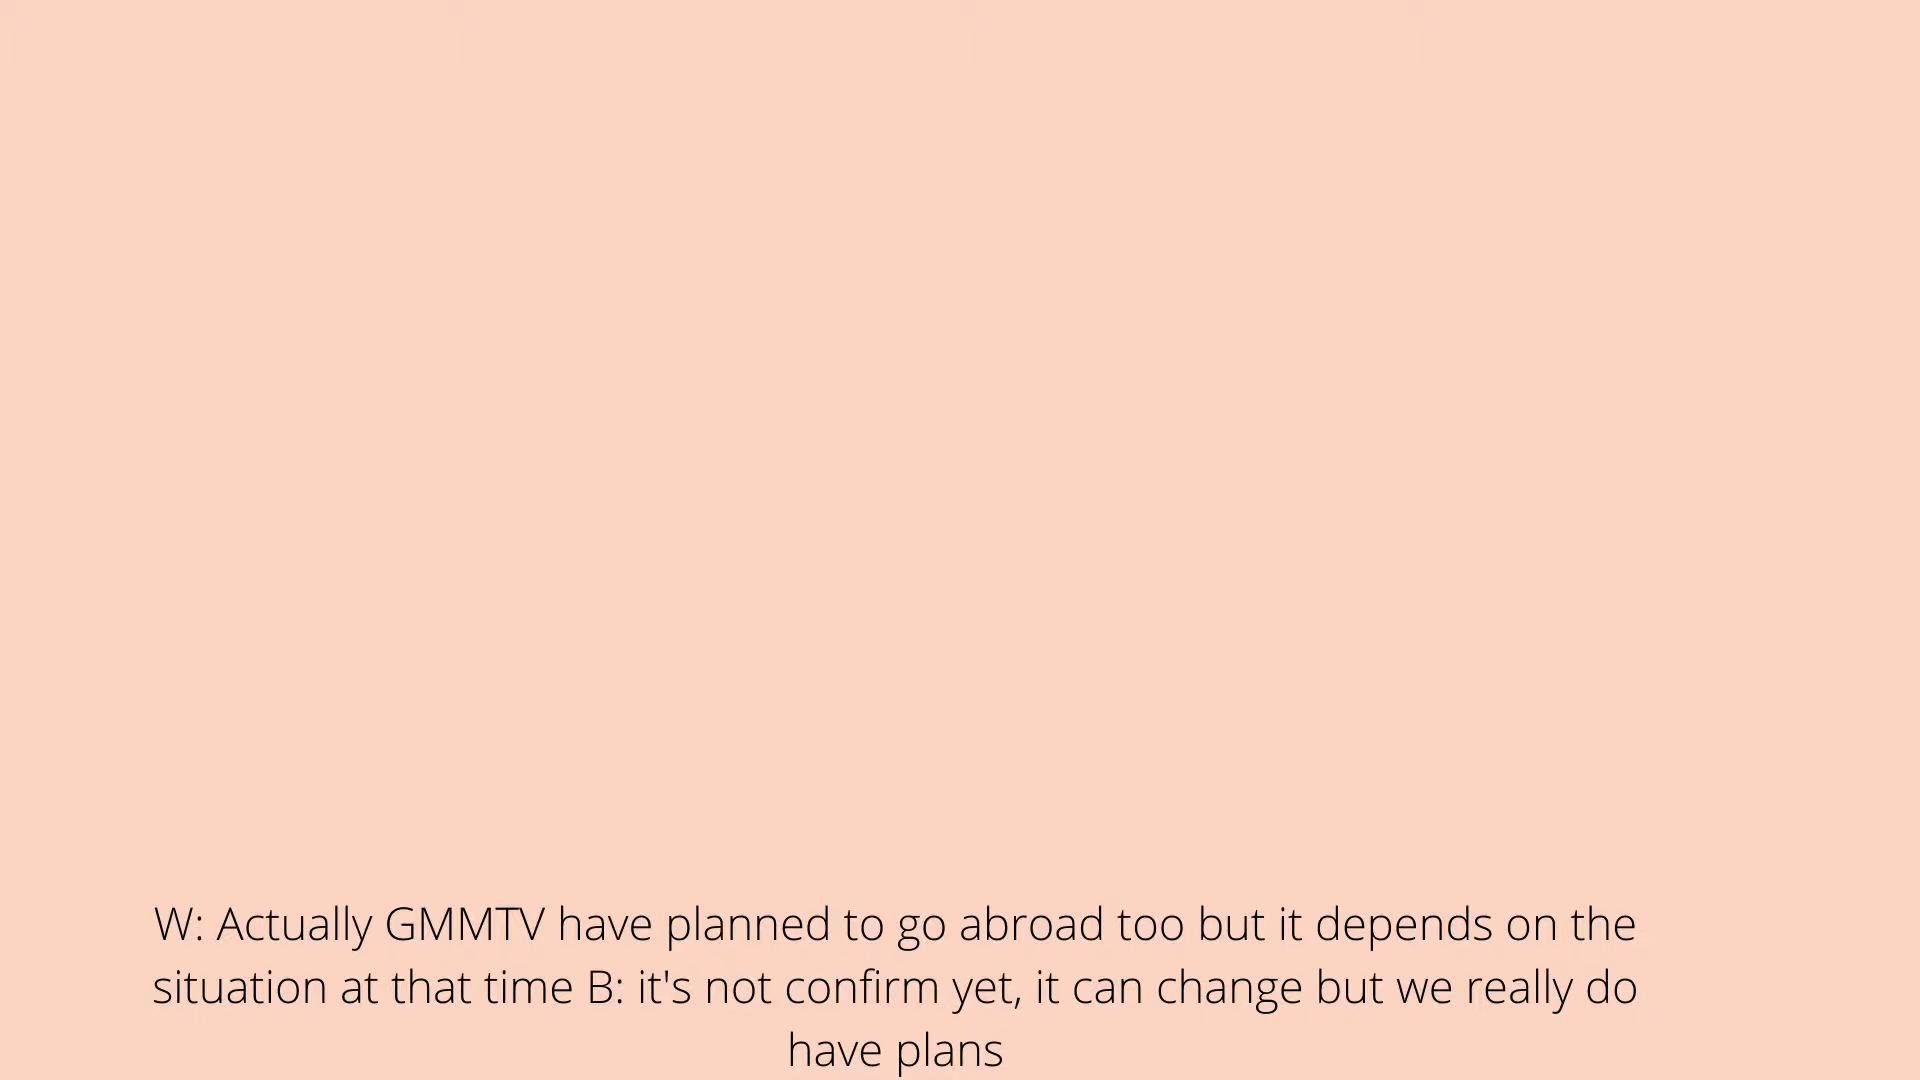 W: Actually GMMTV have planned to go abroad too but it depends on the
situation at that time B: it's not confirm yet, it can change but we really do
have plans